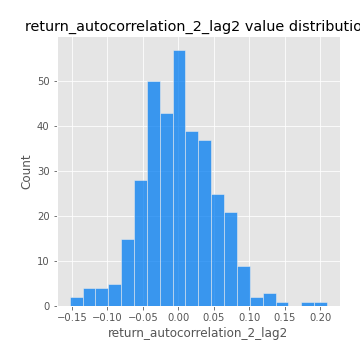 return_autocorrelation_2_lag2 value distributio
50
40
30
20
10
0
Count
−0.15 −0.10 −0.05 0.00 0.05 0.10 0.15 0.20
return_autocorrelation_2_lag2